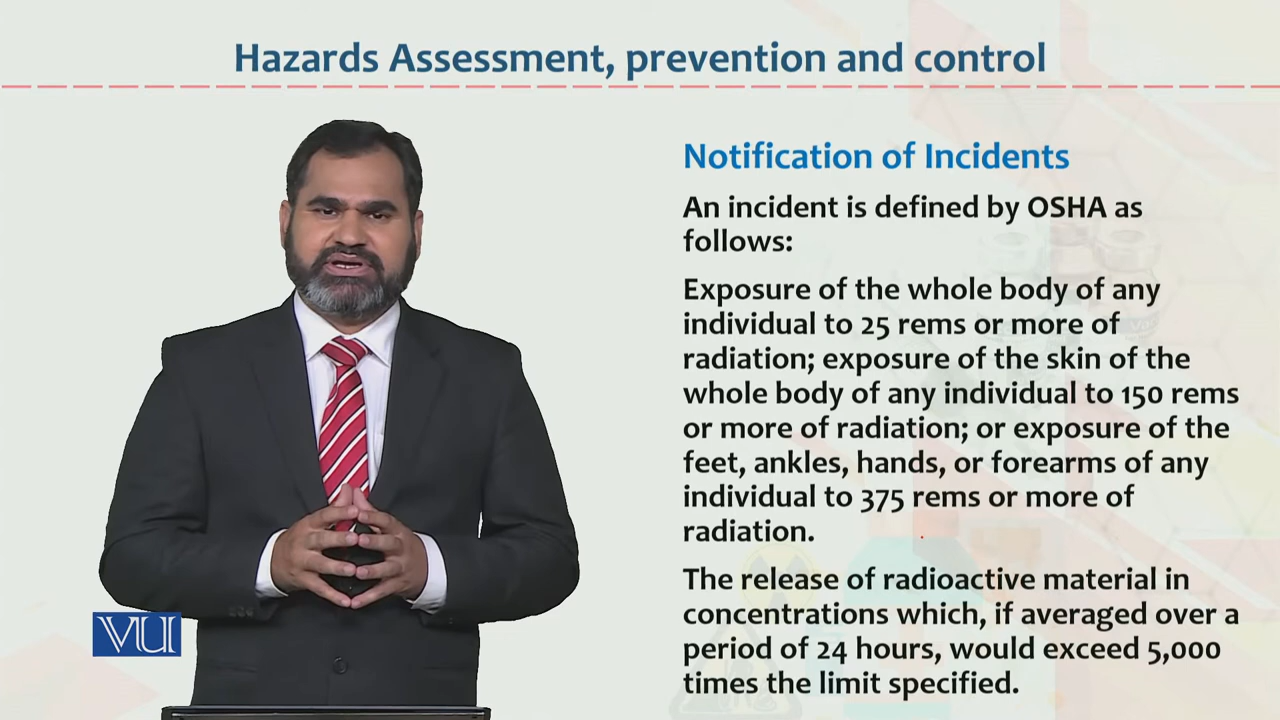 Hazards Assessment, prevention and control
Notification of Incidents
An incident is defined by OSHA as
follows:
Exposure of the whole body of any
individual to 25 rems or more of
radiation; exposure of the skin of the
whole body of any individual to 150 rems
or more of radiation; or exposure of the
feet, ankles, hands, or forearms of any
individual to 375 rems or more of
radiation.
The release of radioactive material in
concentrations which, if averaged over a
period of 24 hours, would exceed 5,000
times the limit specified.
VU